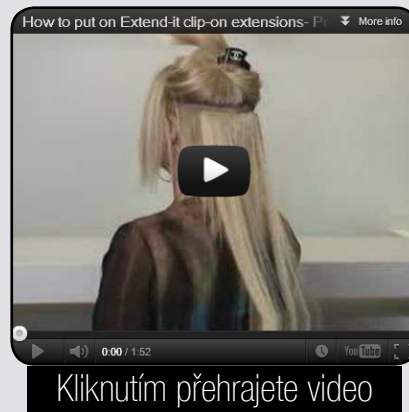 How to put on Extend-it clip-on extensions- Pr More info
0:00 / 1:52 YouTube
Kliknutím přehrajete video